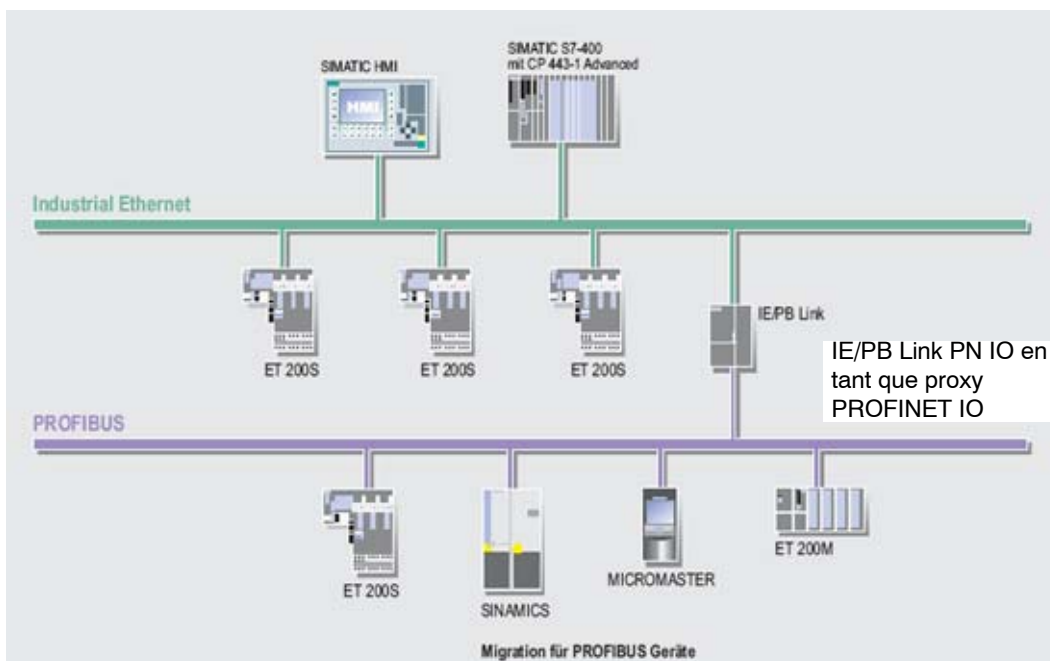 SIMATIC HMI
SIMATIC S7-400
mit CP 443-1 Advanced
HMI
Industrial Ethernet
ET 200S
ET 200S
ET 200S
IE/PB Link
IE/PB Link PN IO en
tant que proxy
PROFINET IO
PROFIBUS
ET 200S
SINAMICS
MICROMASTER
ET 200M
Migration für PROFIBUS Geräte